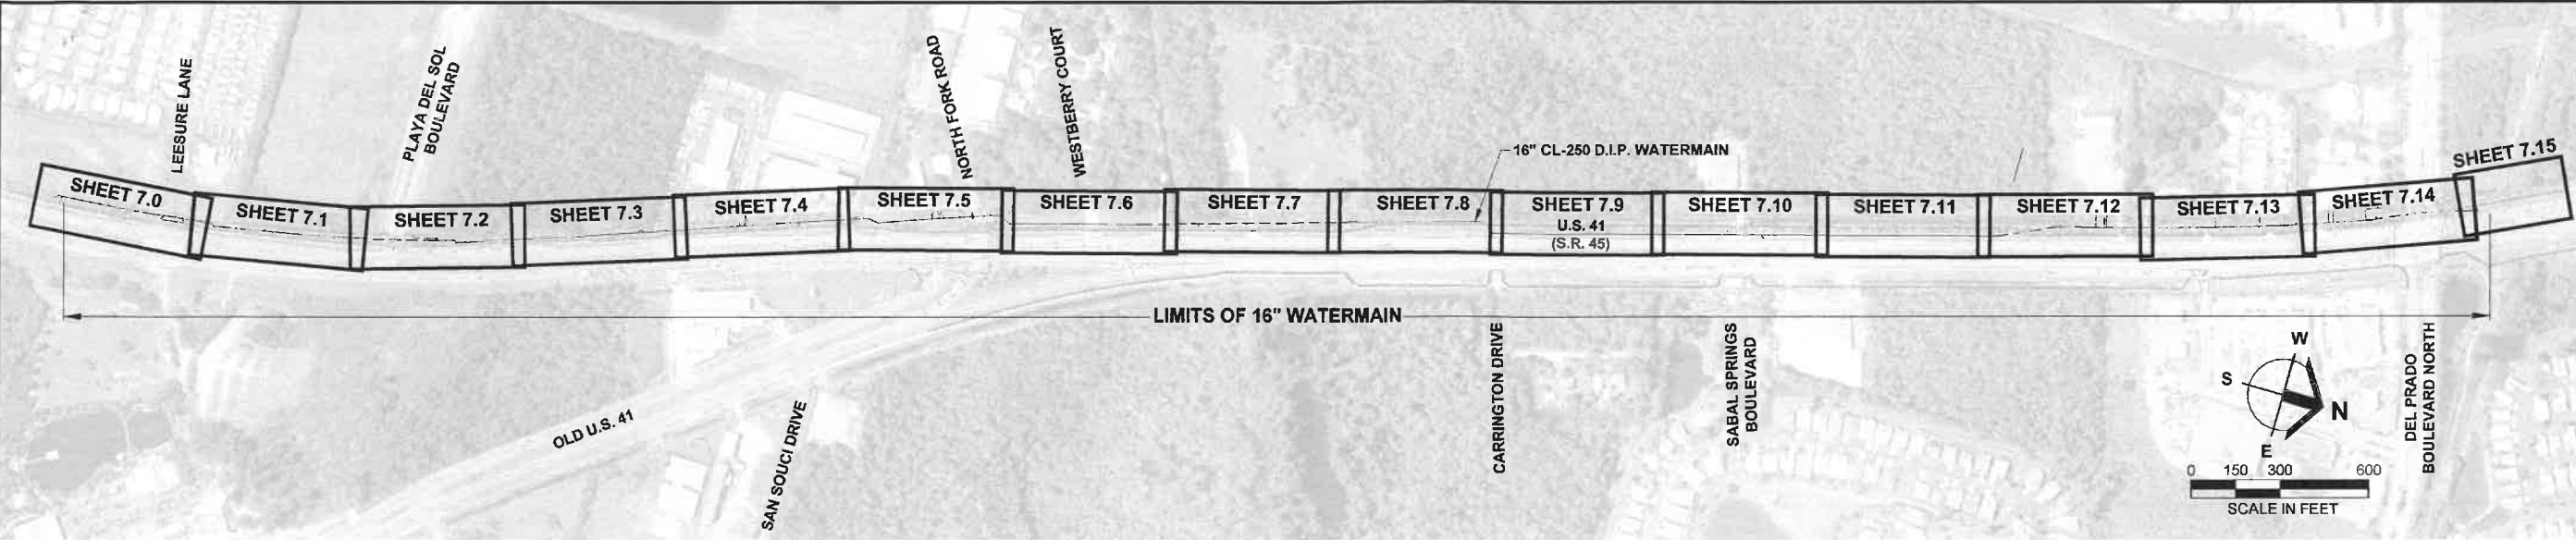 LEESURE LANE
PLAYA DEL SOL
BOULEVARD
NORTH FORK ROAD
WESTBERRY COURT
16" CL-250 D.I.P. WATERMAIN
SHEET 7.0
SHEET 7.1
SHEET 7.2
SHEET 7.3
SHEET 7.4
SHEET 7.5
SHEET 7.6
SHEET 7.7
SHEET 7.8
SHEET 7.9
U.S. 41
(S.R. 45)
SHEET 7.10
SHEET 7.11
SHEET 7.12
SHEET 7.13
SHEET 7.14
SHEET 7.15
LIMITS OF 16" WATERMAIN
OLD U.S. 41
SAN SOUCI DRIVE
CARRINGTON DRIVE
SABAL SPRINGS
BOULEVARD
DEL PRADO
BOULEVARD NORTH
W
S
N
E
0 150 300 600
SCALE IN FEET